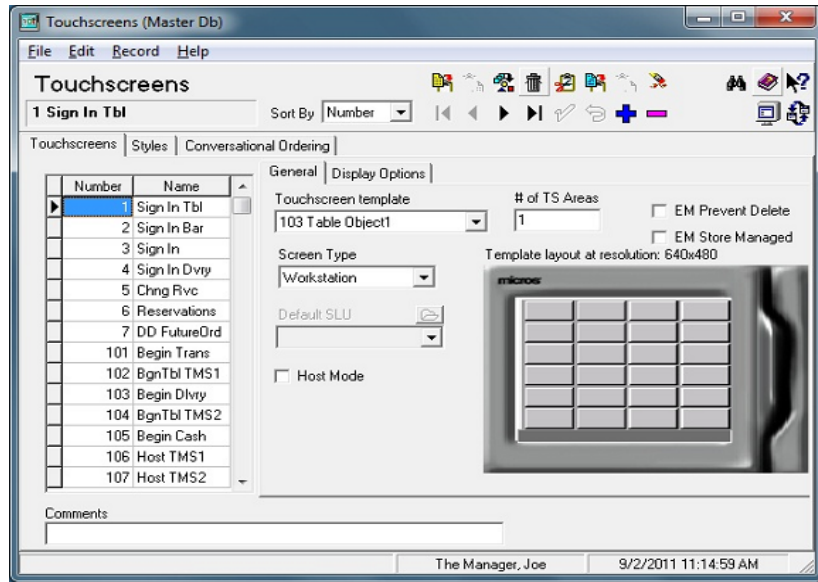 Touchscreens (Master Db)
File Edit Record Help
Touchscreens
1 Sign In Tbl
Sort By Number
Touchscreens Styles Conversational Ordering
General Display Options
Number Name
1 Sign In Tbl
2 Sign In Bar
3 Sign In
4 Sign In Dvry
5 Chng Rvc
6 Reservations
7 DD FutureOrd
101 Begin Trans
102 BgnTbl TMS1
103 Begin Dlvry
104 BgnTbl TMS2
105 Begin Cash
106 Host TMS1
107 Host TMS2
Touchscreen template
103 Table Object1
# of TS Areas
1
EM Prevent Delete
EM Store Managed
Screen Type
Workstation
Template layout at resolution: 640x480
micros
Default SLU
Host Mode
Comments
The Manager, Joe
9/2/2011 11:14:59 AM